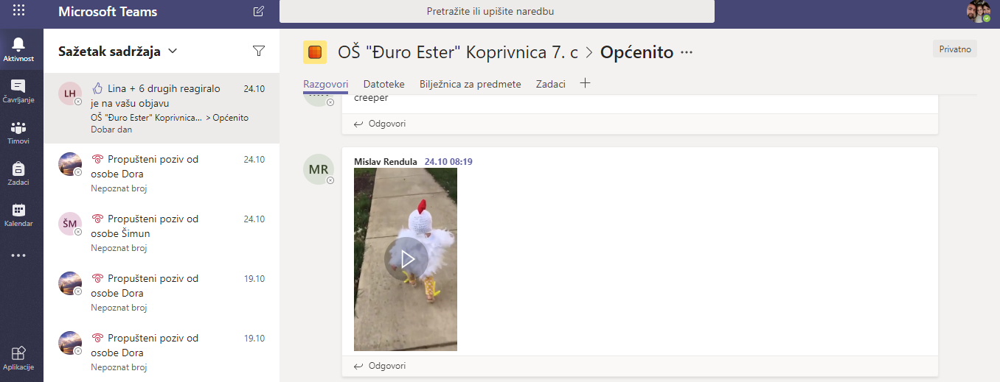 Microsoft Teams
Pretražite ili upišite naredbu
Aktivnost
Čavrljanje
Timovi
Zadaci
Kalendar
Aplikacije
Sažetak sadržaja
LH
Lina + 6 drugih reagiralo 24.10
je na vašu objavu
OŠ "Đuro Ester" Koprivnica... > Općenito
Dobar dan
Propušteni poziv od 24.10
osobe Dora
Nepoznat broj
ŠM
Propušteni poziv od 24.10
osobe Šimun
Nepoznat broj
Propušteni poziv od 19.10
osobe Dora
Nepoznat broj
Propušteni poziv od 19.10
osobe Dora
Nepoznat broj
OŠ "Đuro Ester" Koprivnica 7. c > Općenito ...
Privatno
Razgovori Datoteke Bilježnica za predmete Zadaci +
creeper
Odgovori
MR
Mislav Rendula 24.10 08:19
Odgovori